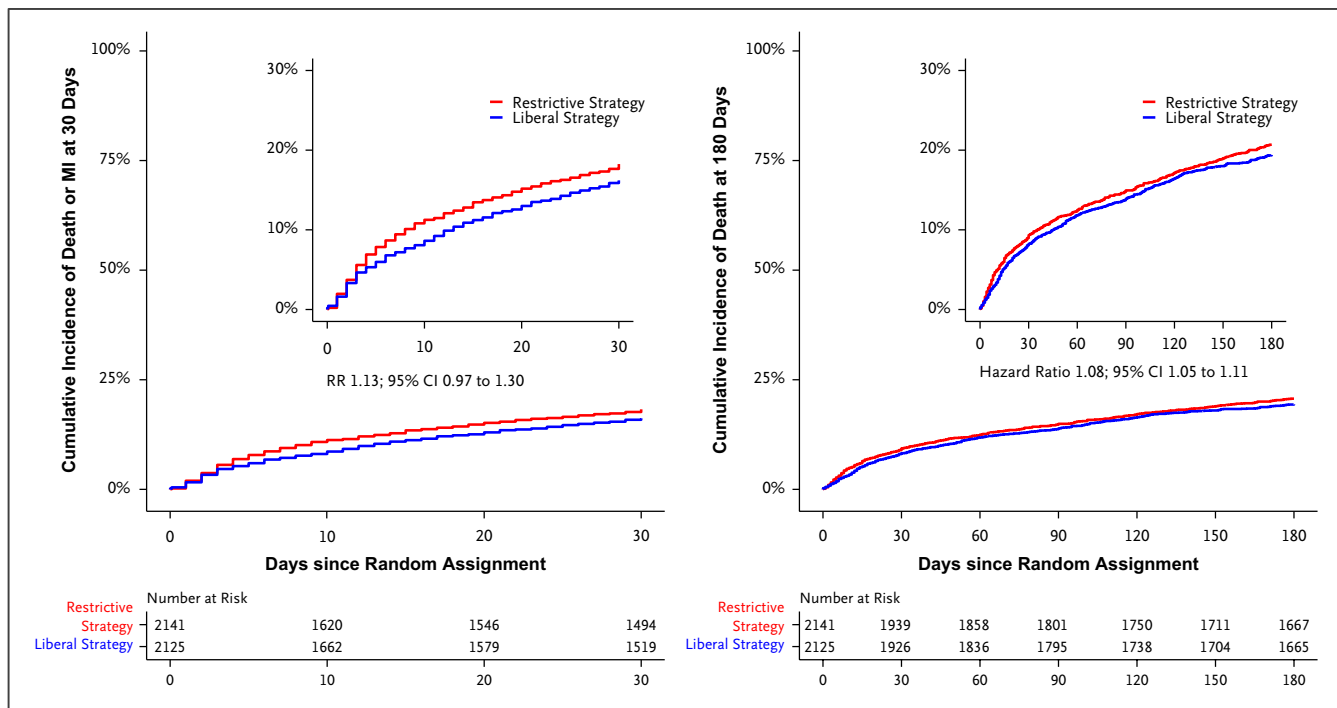 Cumulative Incidence of Death or MI at 30 Days
100%
75%
50%
25%
0%
30%
20%
10%
0%
Restrictive Strategy
Liberal Strategy
0 10 20 30
RR 1.13; 95% CI 0.97 to 1.30
0 10 20 30
Days since Random Assignment
Number at Risk
Restrictive
Strategy 2141 1620 1546 1494
Liberal Strategy 2125 1662 1579 1519
0 10 20 30
Cumulative Incidence of Death at 180 Days
100%
75%
50%
25%
0%
30%
20%
10%
0%
Restrictive Strategy
Liberal Strategy
0 30 60 90 120 150 180
Hazard Ratio 1.08; 95% CI 1.05 to 1.11
0 30 60 90 120 150 180
Days since Random Assignment
Number at Risk
Restrictive
Strategy 2141 1939 1858 1801 1750 1711 1667
Liberal Strategy 2125 1926 1836 1795 1738 1704 1665
0 30 60 90 120 150 180